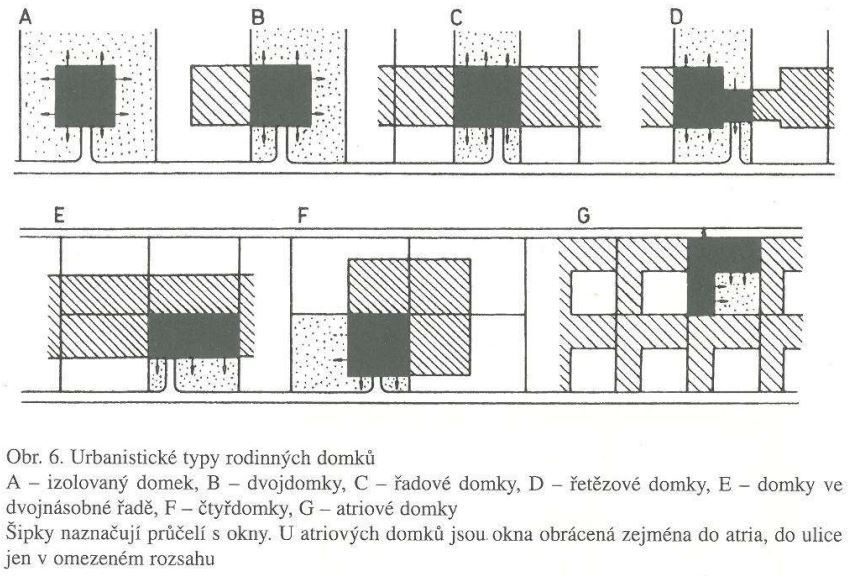 A B C D
E F G
Obr. 6. Urbanistické typy rodinných domků
A – izolovaný domek, B – dvojdomky, C – řadové domky, D – řetězové domky, E – domky ve
dvojnásobné řadě, F – čtyřdomky, G – atriové domky
Šipky naznačují průčelí s okny. U atriových domků jsou okna obrácená zejména do atria, do ulice
jen v omezeném rozsahu